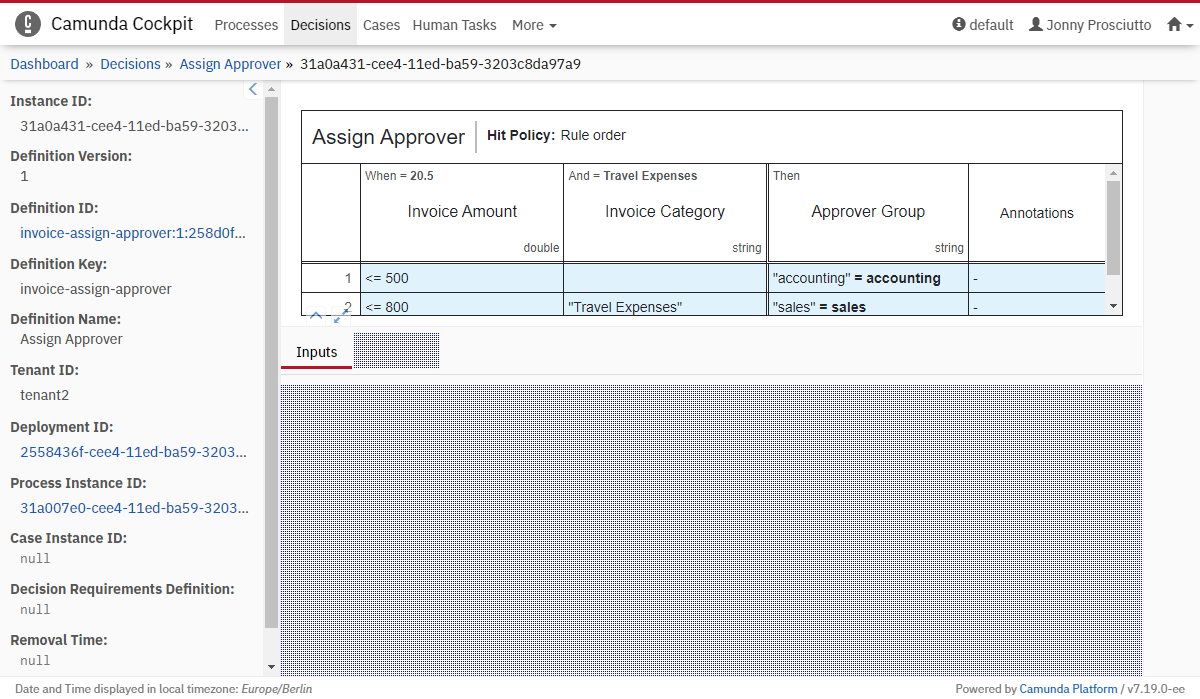 Camunda Cockpit Processes Decisions Cases Human Tasks More default Jonny Prosciutto
Dashboard » Decisions » Assign Approver » 31a0a431-cee4-11ed-ba59-3203c8da97a9
Instance ID:
31a0a431-cee4-11ed-ba59-3203...
Definition Version:
1
Definition ID:
invoice-assign-approver:1:258d0f...
Definition Key:
invoice-assign-approver
Definition Name:
Assign Approver
Tenant ID:
tenant2
Deployment ID:
2558436f-cee4-11ed-ba59-3203...
Process Instance ID:
31a007e0-cee4-11ed-ba59-3203...
Case Instance ID:
null
Decision Requirements Definition:
null
Removal Time:
null
Assign Approver Hit Policy: Rule order
When = 20.5 And = Travel Expenses Then
Invoice Amount Invoice Category Approver Group Annotations
double string string
1 <= 500 "accounting" = accounting -
2 <= 800 "Travel Expenses" "sales" = sales -
Inputs
Date and Time displayed in local timezone: Europe/Berlin Powered by Camunda Platform / v7.19.0-ee